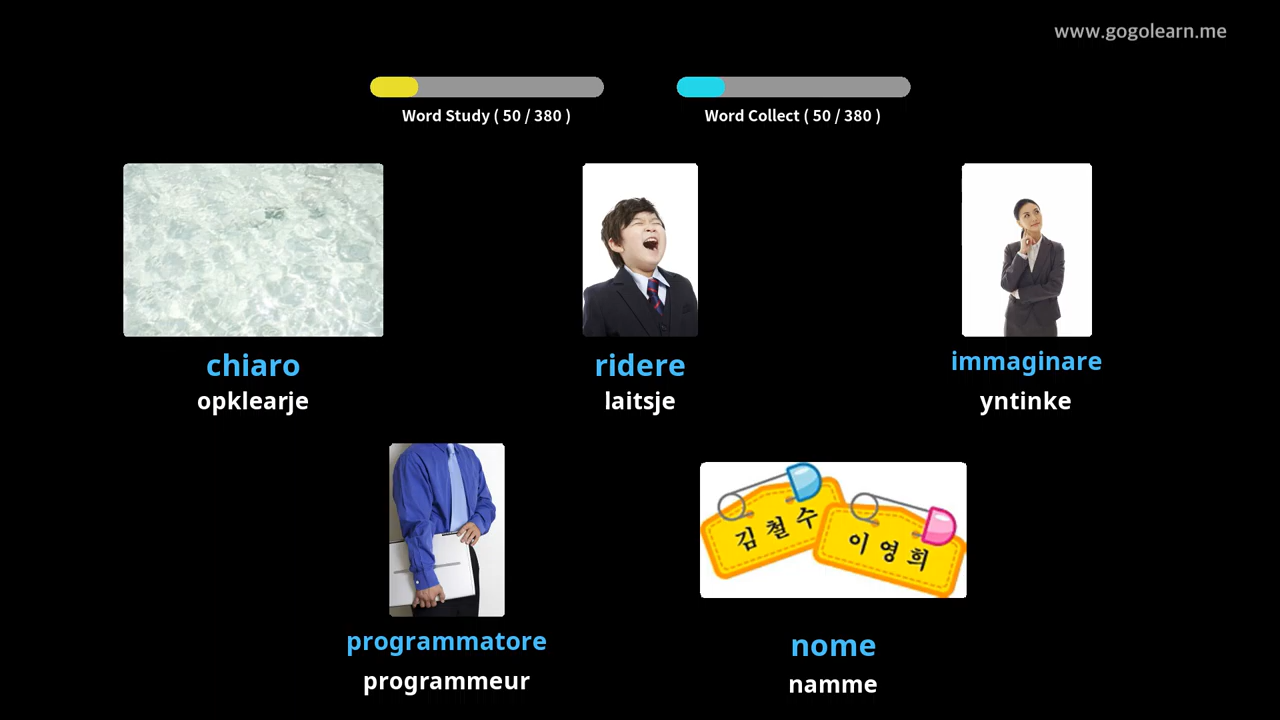 www.gogolearn.me
Word Study ( 50 / 380 )
Word Collect ( 50 / 380 )
chiaro
opklearje
ridere
laitsje
immaginare
yntinke
programmatore
programmeur
김철수
이영희
nome
namme